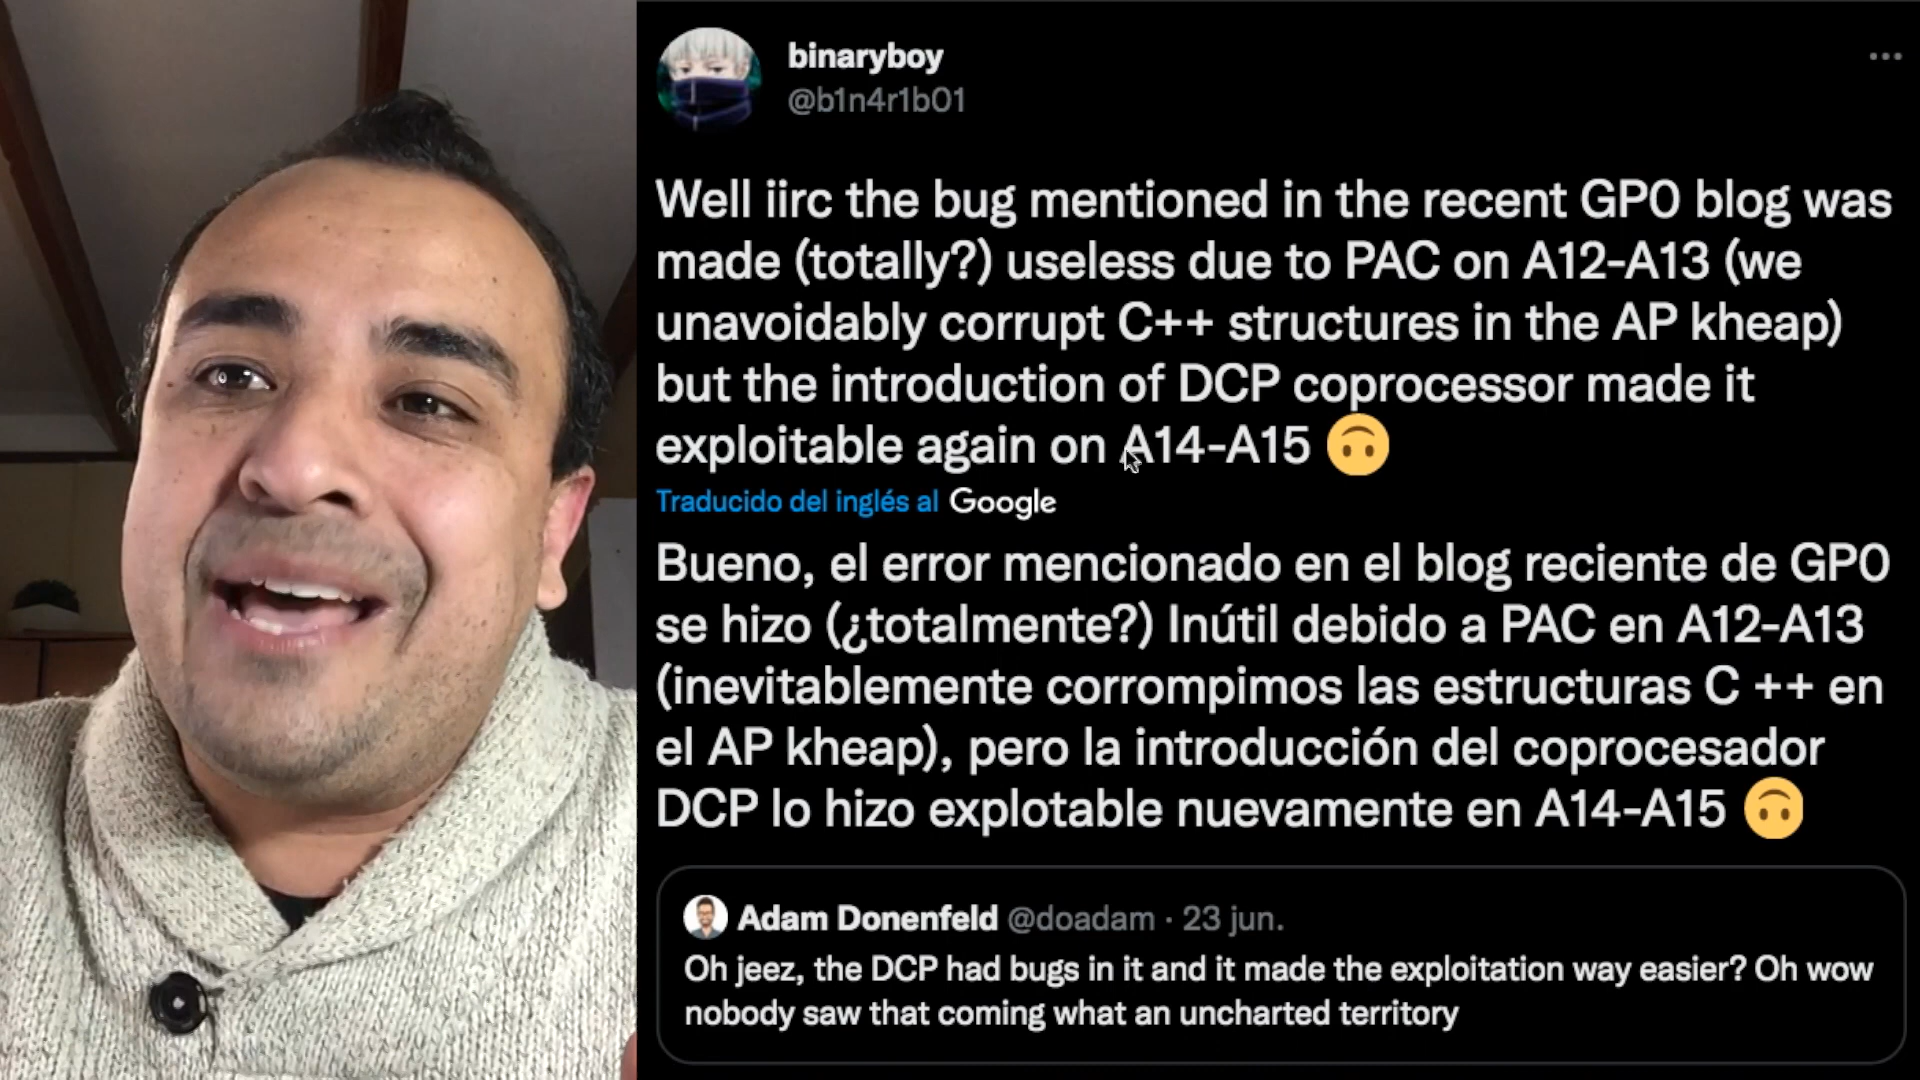 binaryboy
@b1n4r1b01
Well iirc the bug mentioned in the recent GP0 blog was
made (totally?) useless due to PAC on A12-A13 (we
unavoidably corrupt C++ structures in the AP kheap)
but the introduction of DCP coprocessor made it
exploitable again on A14-A15 🙃
Traducido del inglés al Google
Bueno, el error mencionado en el blog reciente de GP0
se hizo (¿totalmente?) Inútil debido a PAC en A12-A13
(inevitablemente corrompimos las estructuras C ++ en
el AP kheap), pero la introducción del coprocesador
DCP lo hizo explotable nuevamente en A14-A15 🙃
Adam Donenfeld @doadam · 23 jun.
Oh jeez, the DCP had bugs in it and it made the exploitation way easier? Oh wow
nobody saw that coming what an uncharted territory